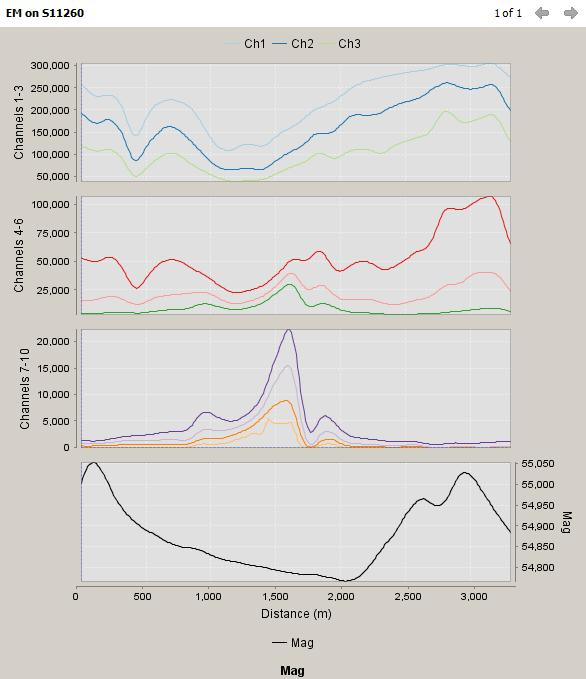 EM on S11260
1 of 1
Ch1 Ch2 Ch3
Channels 1-3
300,000
250,000
200,000
150,000
100,000
50,000
Channels 4-6
100,000
75,000
50,000
25,000
Channels 7-10
20,000
15,000
10,000
5,000
0
55,050
55,000
54,950
54,900
54,850
54,800
Mag
0 500 1,000 1,500 2,000 2,500 3,000
Distance (m)
Mag
Mag